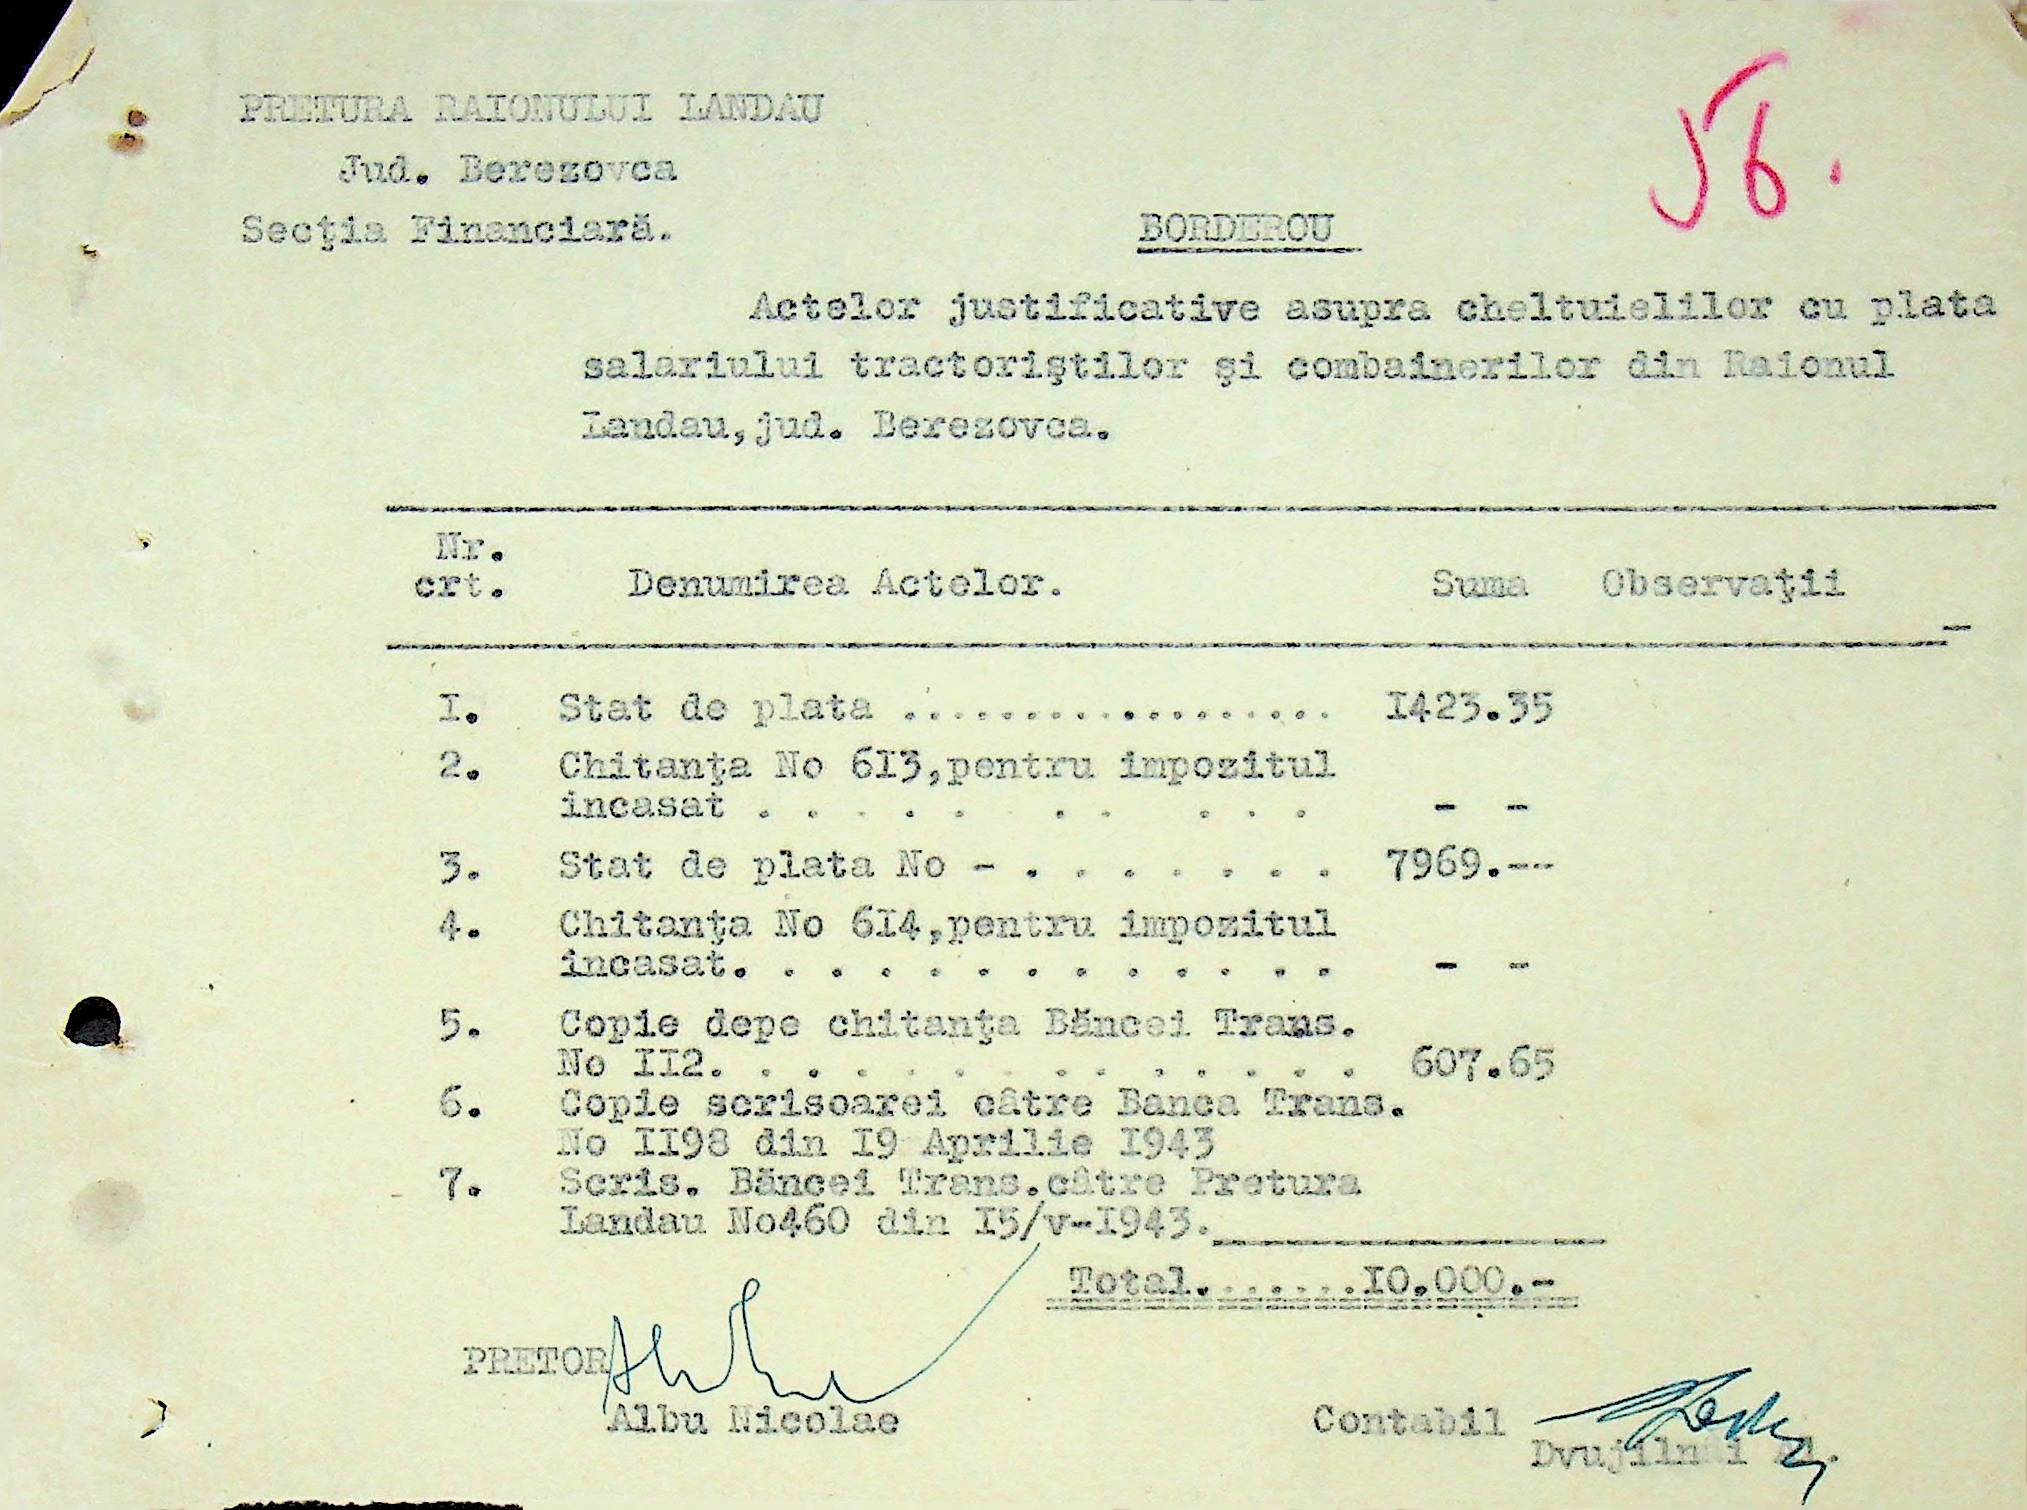 PRETURA RAIONULUI LANDAU
Jud. Berezovca
Secţia Financiară.
56.
BORDEROU
Actelor justificative asupra cheltuielilor cu plata
salariului tractoriştilor şi combainerilor din Raionul
Landau,jud. Berezovca.
Nr.
crt. Denumirea Actelor. Suma Observaţii
I. Stat de plata .................. I423.35
2. Chitanţa No 6I3,pentru impozitul
incasat . . . . . . . . . . - -
3. Stat de plata No - . . . . . . . 7969.--
4. Chitanţa No 6I4,pentru impozitul
incasat. . . . . . . . . . . . . - -
5. Copie depe chitanţa Băncei Trans.
No II2. . . . . . . . . . . . . . 607.65
6. Copie scrisoarei câtre Banca Trans.
No II98 din I9 Aprilie I943
7. Scris. Băncei Trans.câtre Pretura
Landau No460 din I5/v-I943.
Total.......I0.000.-
PRETOR
Albu Nicolae
Contabil